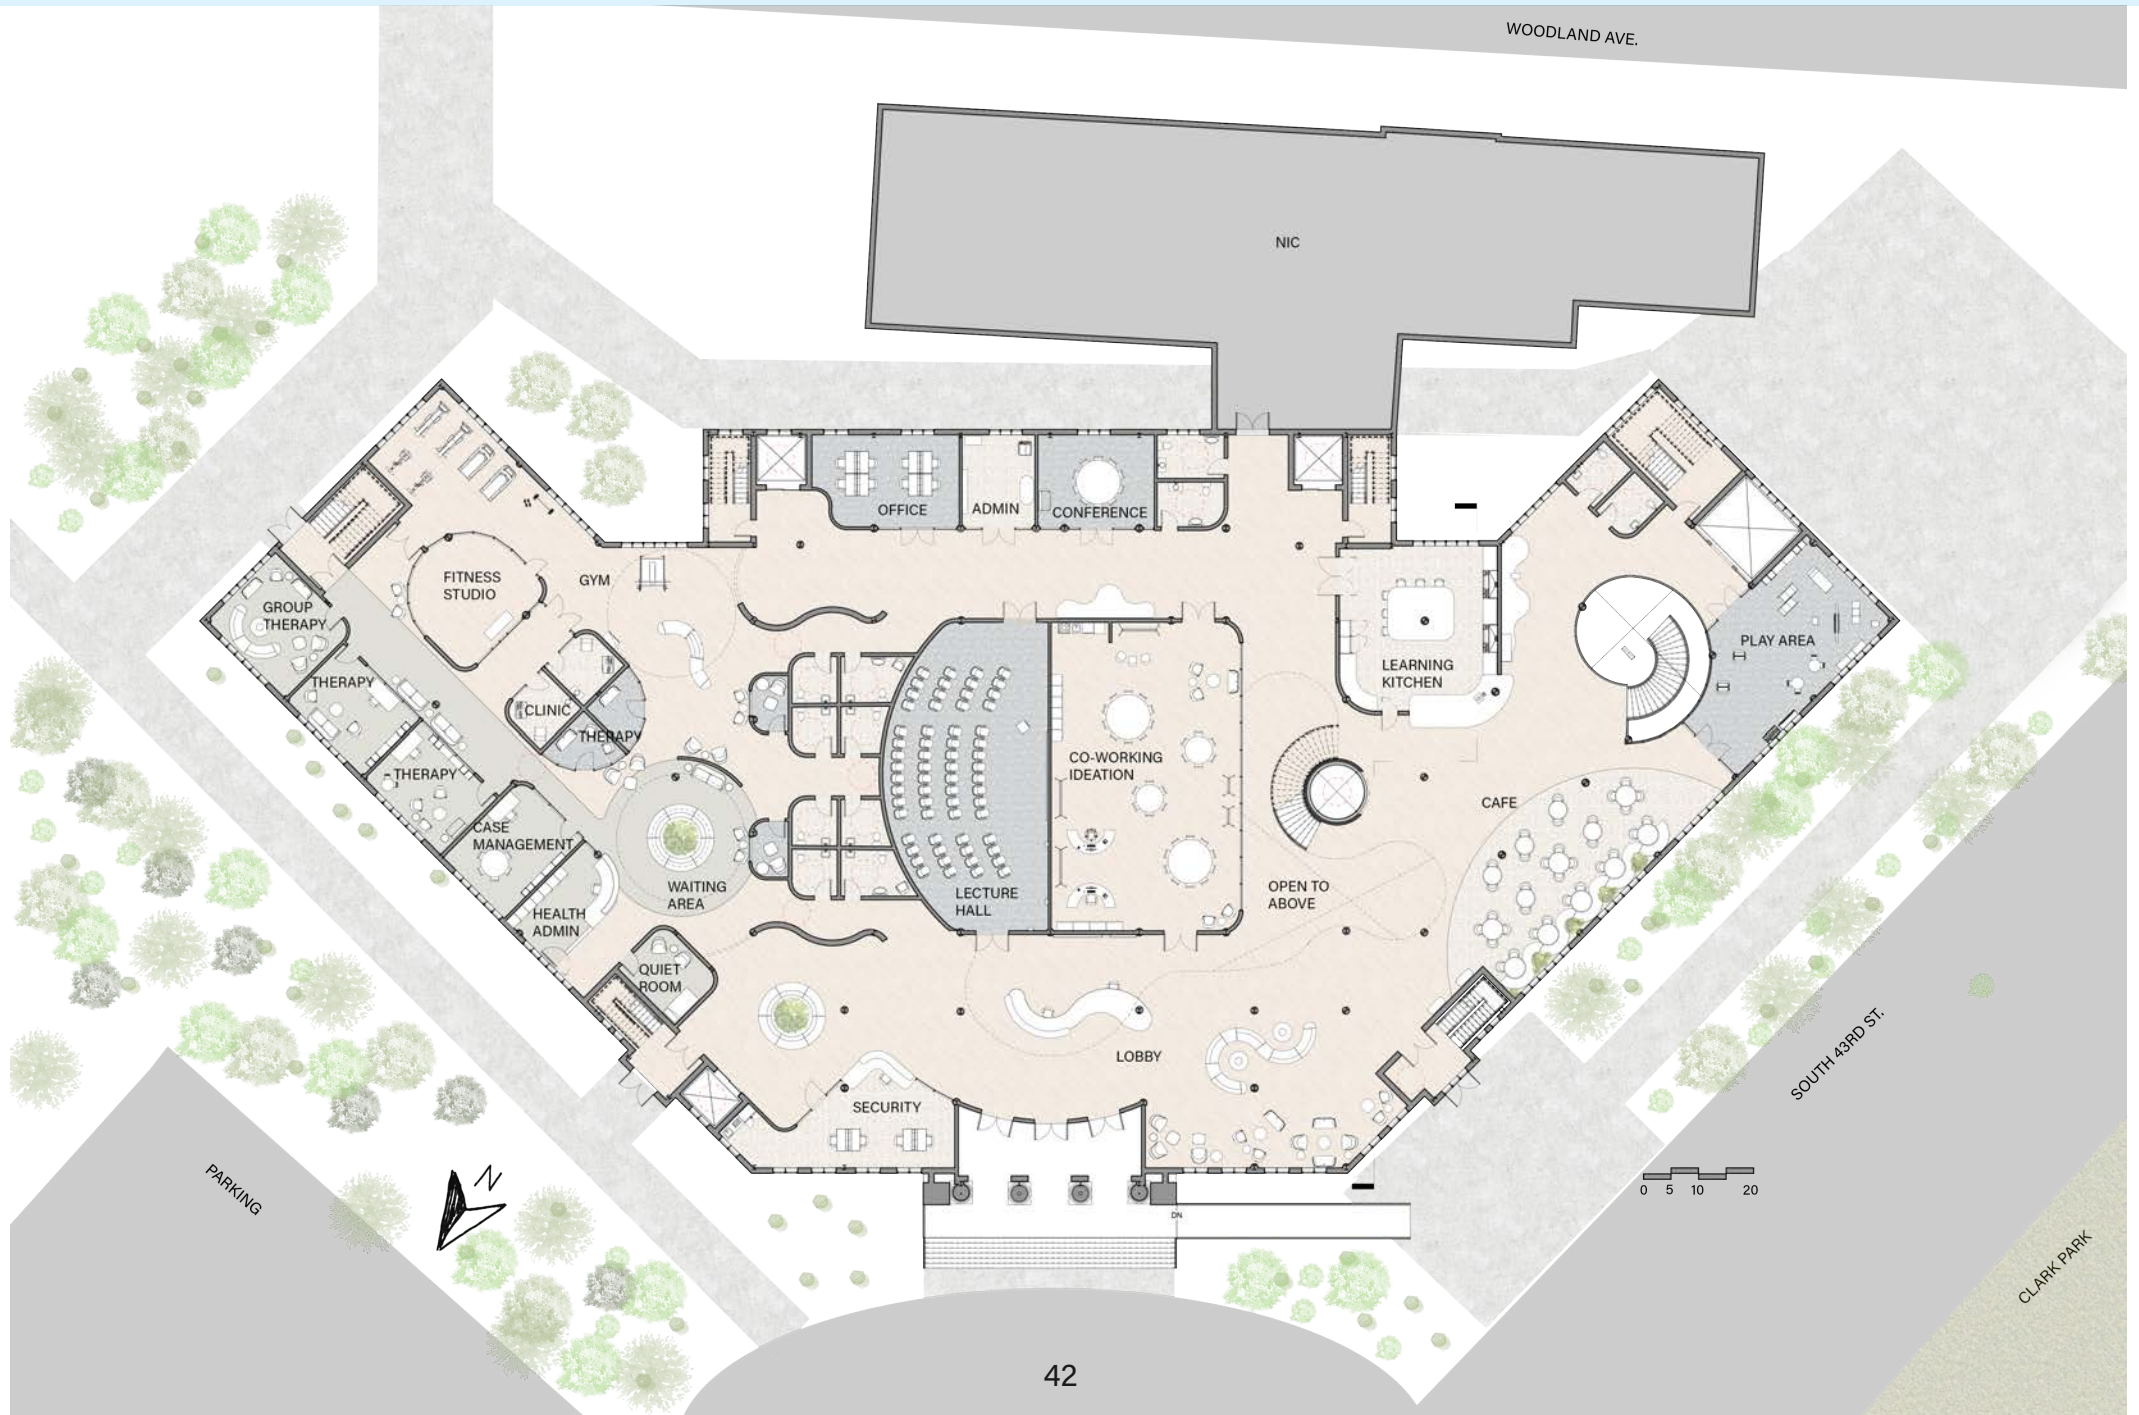 WOODLAND AVE.
NIC
OFFICE
ADMIN
CONFERENCE
FITNESS
STUDIO
GYM
GROUP
THERAPY
PLAY AREA
LEARNING
KITCHEN
THERAPY
CLINIC
THERAPY
THERAPY
CO-WORKING
IDEATION
CAFE
CASE
MANAGEMENT
WAITING
AREA
LECTURE
HALL
OPEN TO
ABOVE
HEALTH
ADMIN
QUIET
ROOM
LOBBY
SECURITY
SOUTH 43RD ST.
PARKING
N
DN
0 5 10 20
CLARK PARK
42